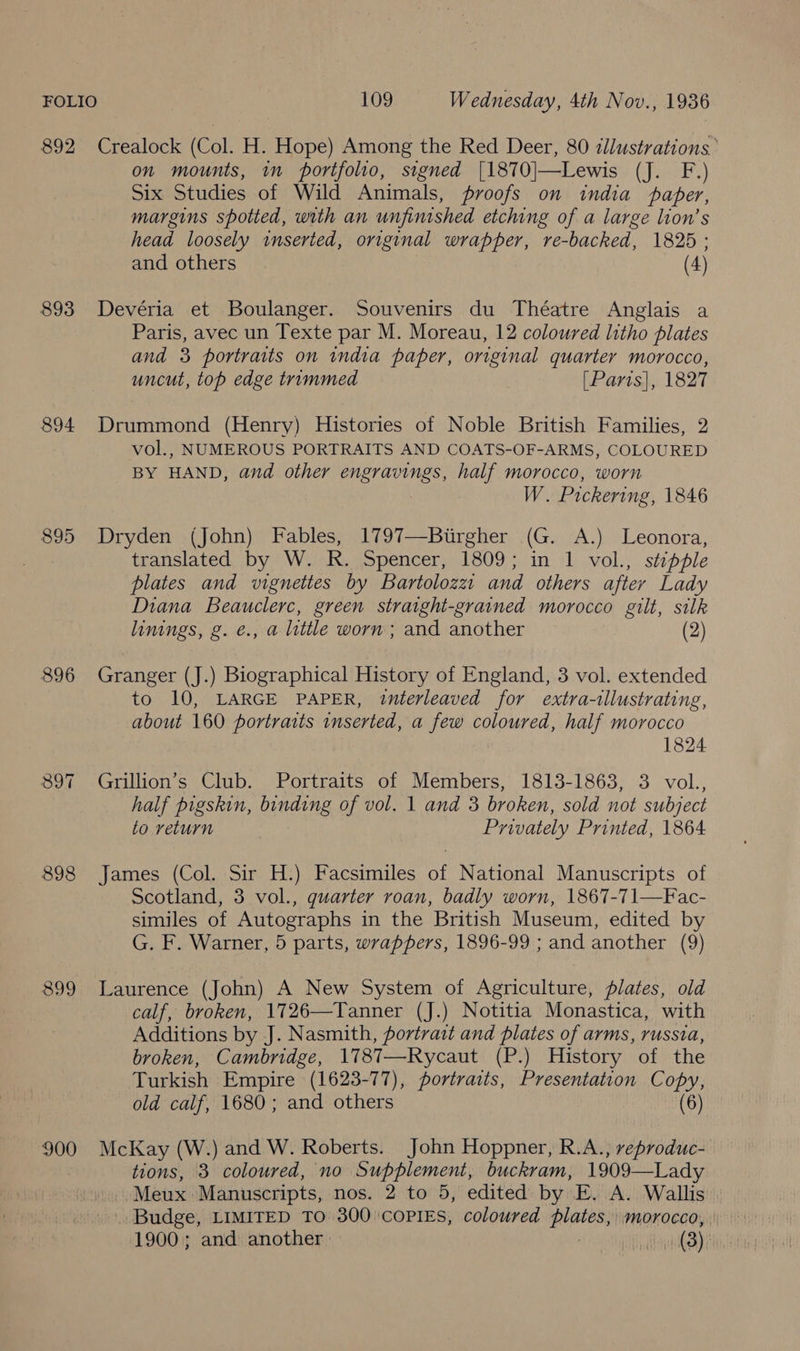 FOLIO 109 Wednesday, 4th Nov., 1936
892 Crealock (Col. H. Hope) Among the Red Deer, 80 illustrations
on mounts, in portfolio, signed [1870]—Lewis (J. F.)
Six Studies of Wild Animals, proofs on india paper,
margins spotted, with an unfinished etching of a large lion's
head loosely inserted, original wrapper, re-backed, 1825 ;
and others (4)
893 Devéria et Boulanger. Souvenirs du Théatre Anglais a
Paris, avec un Texte par M. Moreau, 12 coloured litho plates
and 3 portraits on india paper, original quarter morocco,
uncut, top edge trimmed [Paris], 1827
894 Drummond (Henry) Histories of Noble British Families, 2
vol., NUMEROUS PORTRAITS AND COATS-OF-ARMS, COLOURED
BY HAND, and other engravings, half morocco, worn
W. Pickering, 1846
895 Dryden (John) Fables, 1797—Bürgher (G. A.) Leonora,
translated by W. R. Spencer, 1809; in 1 vol., stipple
plates and vignettes by Bartolozzi and others after Lady
Diana Beauclerc, green straight-grained morocco gilt, silk
linings, g. e., a little worn; and another (2)
896 Granger (J.) Biographical History of England, 3 vol. extended
to 10, LARGE PAPER, interleaved for extra-illustrating,
about 160 portraits inserted, a few coloured, half morocco
1824
897 Grillion's Club. Portraits of Members, 1813-1863, 3 vol.,
half pigskin, binding of vol. 1 and 3 broken, sold not subject
to return Privately Printed, 1864
898 James (Col. Sir H.) Facsimiles of National Manuscripts of
Scotland, 3 vol., quarter roan, badly worn, 1867-71—Fac-
similes of Autographs in the British Museum, edited by
G. F. Warner, 5 parts, wrappers, 1896-99 ; and another (9)
899 Laurence (John) A New System of Agriculture, plates, old
calf, broken, 1726—Tanner (J.) Notitia Monastica, with
Additions by J. Nasmith, portrait and plates of arms, russia,
broken, Cambridge, 1787—Rycaut (P.) History of the
Turkish Empire (1623-77), portraits, Presentation Copy,
old calf, 1680 ; and others (6)
900 McKay (W.) and W. Roberts. John Hoppner, R.A., reproduc-
tions, 3 coloured, no Supplement, buckram, 1909—Lady
Meux Manuscripts, nos. 2 to 5, edited by E. A. Wallis
Budge, LIMITED TO 300 COPIES, coloured plates, morocco,
1900 ; and another (3)